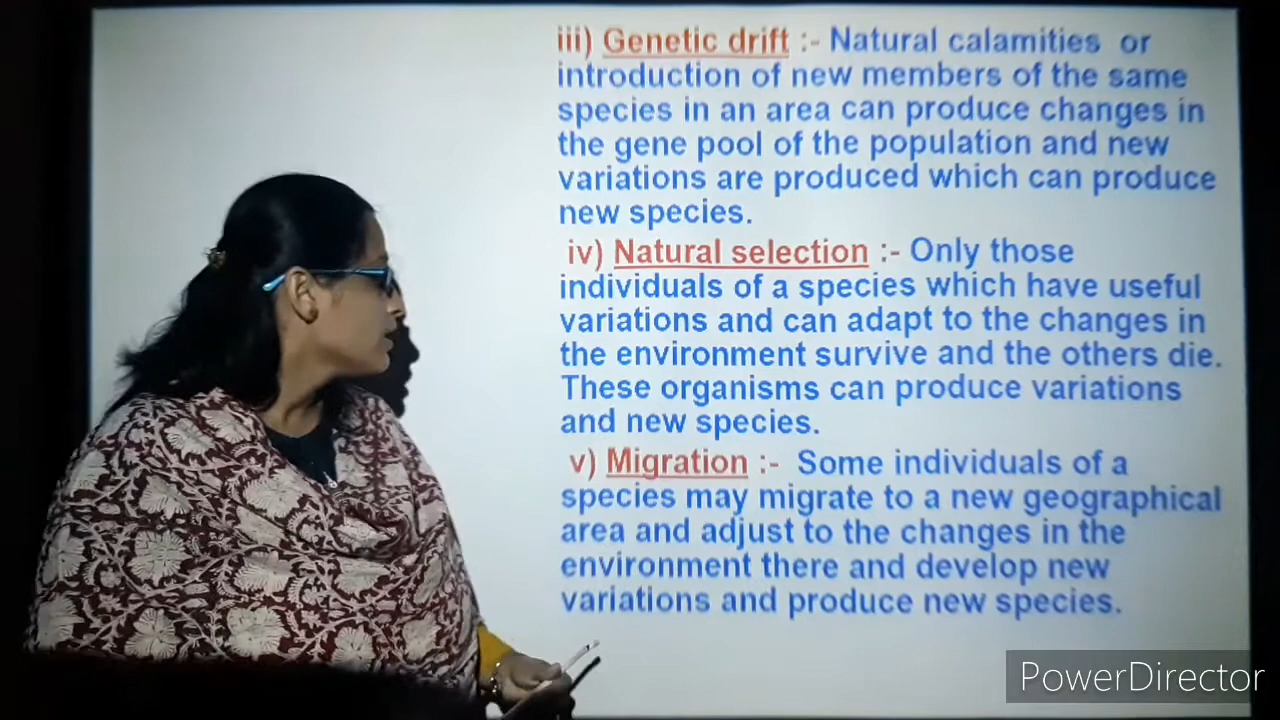 iii) Genetic drift :- Natural calamities or
introduction of new members of the same
species in an area can produce changes in
the gene pool of the population and new
variations are produced which can produce
new species.
iv) Natural selection :- Only those
individuals of a species which have useful
variations and can adapt to the changes in
the environment survive and the others die.
These organisms can produce variations
and new species.
v) Migration :- Some individuals of a
species may migrate to a new geographical
area and adjust to the changes in the
environment there and develop new
variations and produce new species.
PowerDirector